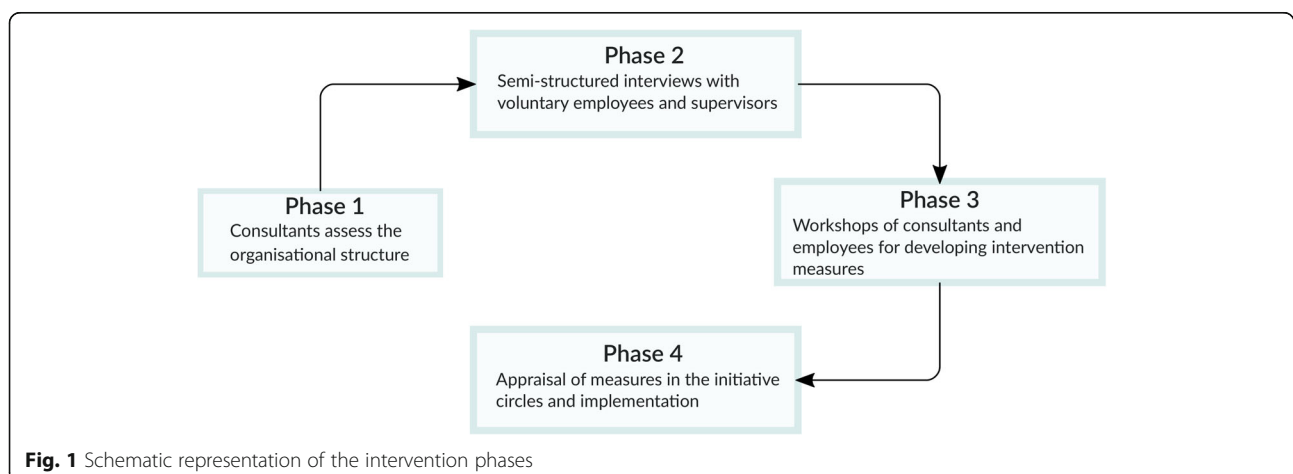 Phase 1
Consultants assess the
organisational structure
Phase 2
Semi-structured interviews with
voluntary employees and supervisors
Phase 3
Workshops of consultants and
employees for developing intervention
measures
Phase 4
Appraisal of measures in the initiative
circles and implementation
Fig. 1 Schematic representation of the intervention phases